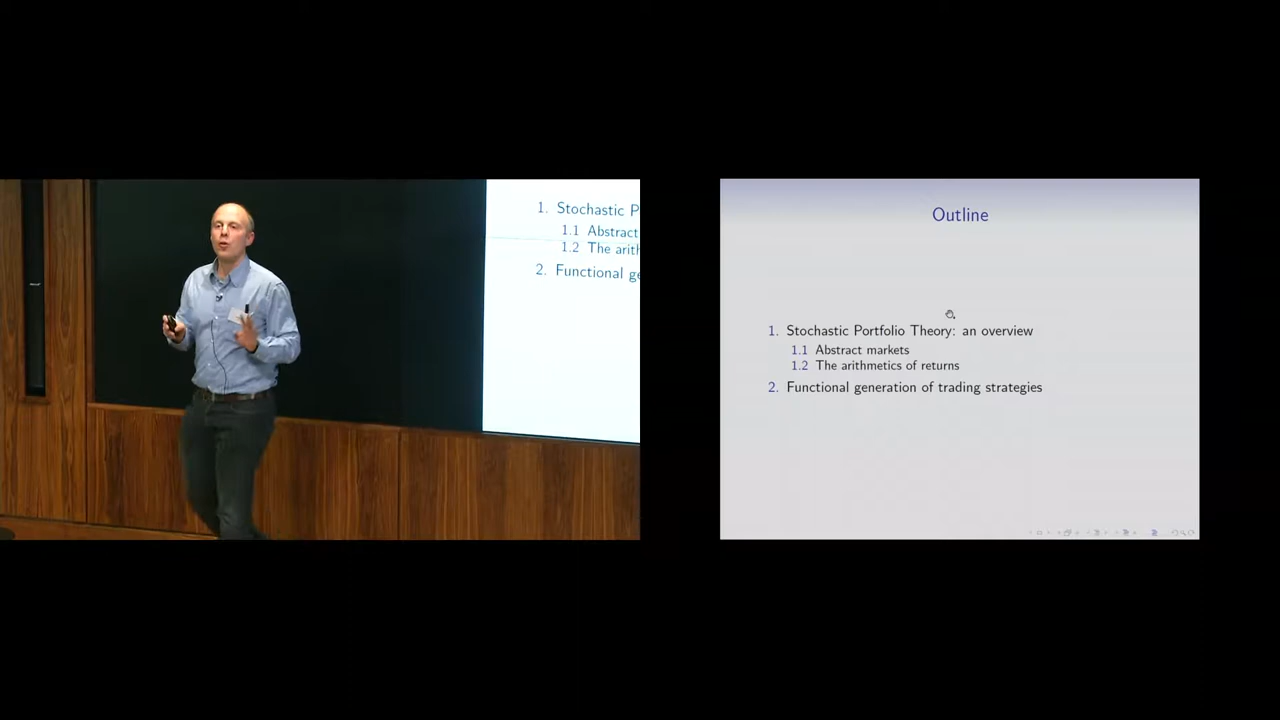 1. Stochastic P
1.1 Abstract
1.2 The arith
2. Functional ge
Outline
1. Stochastic Portfolio Theory: an overview
1.1 Abstract markets
1.2 The arithmetics of returns
2. Functional generation of trading strategies